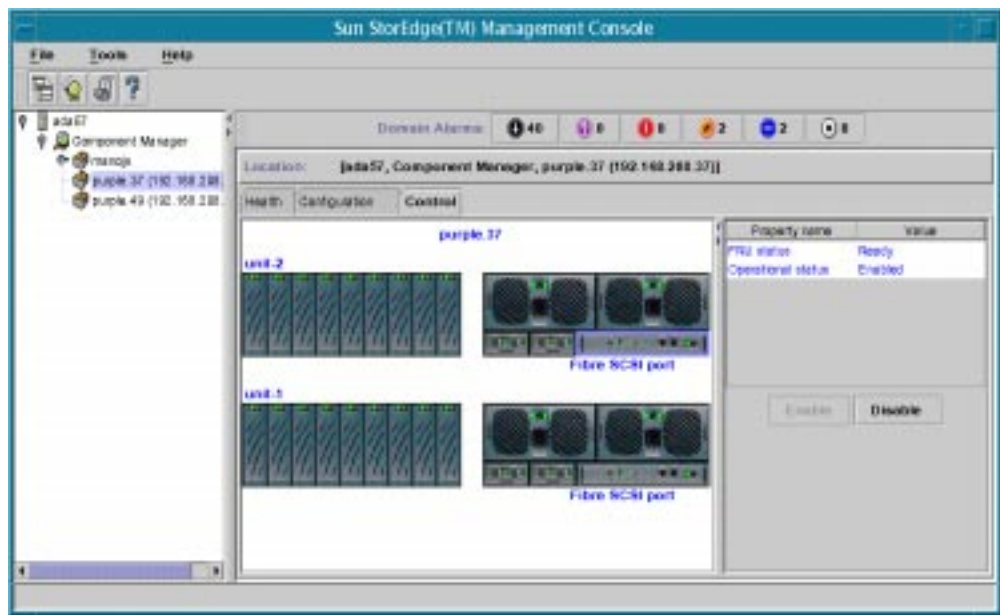 Sun StorEdge(TM) Management Console
File Tools Help
ada57
Component Manager
manoja
purple.37 (192.168.208.
purple.49 (192.168.208.
Domain Alarms: 40 0 0 2 2 0
Location: [ada57, Component Manager, purple.37 (192.168.208.37)]
Health Configuration Control
purple.37
unit-2
Fibre SCSI port
unit-1
Fibre SCSI port
Property name Value
FRU status Ready
Operational status Enabled
Enable Disable